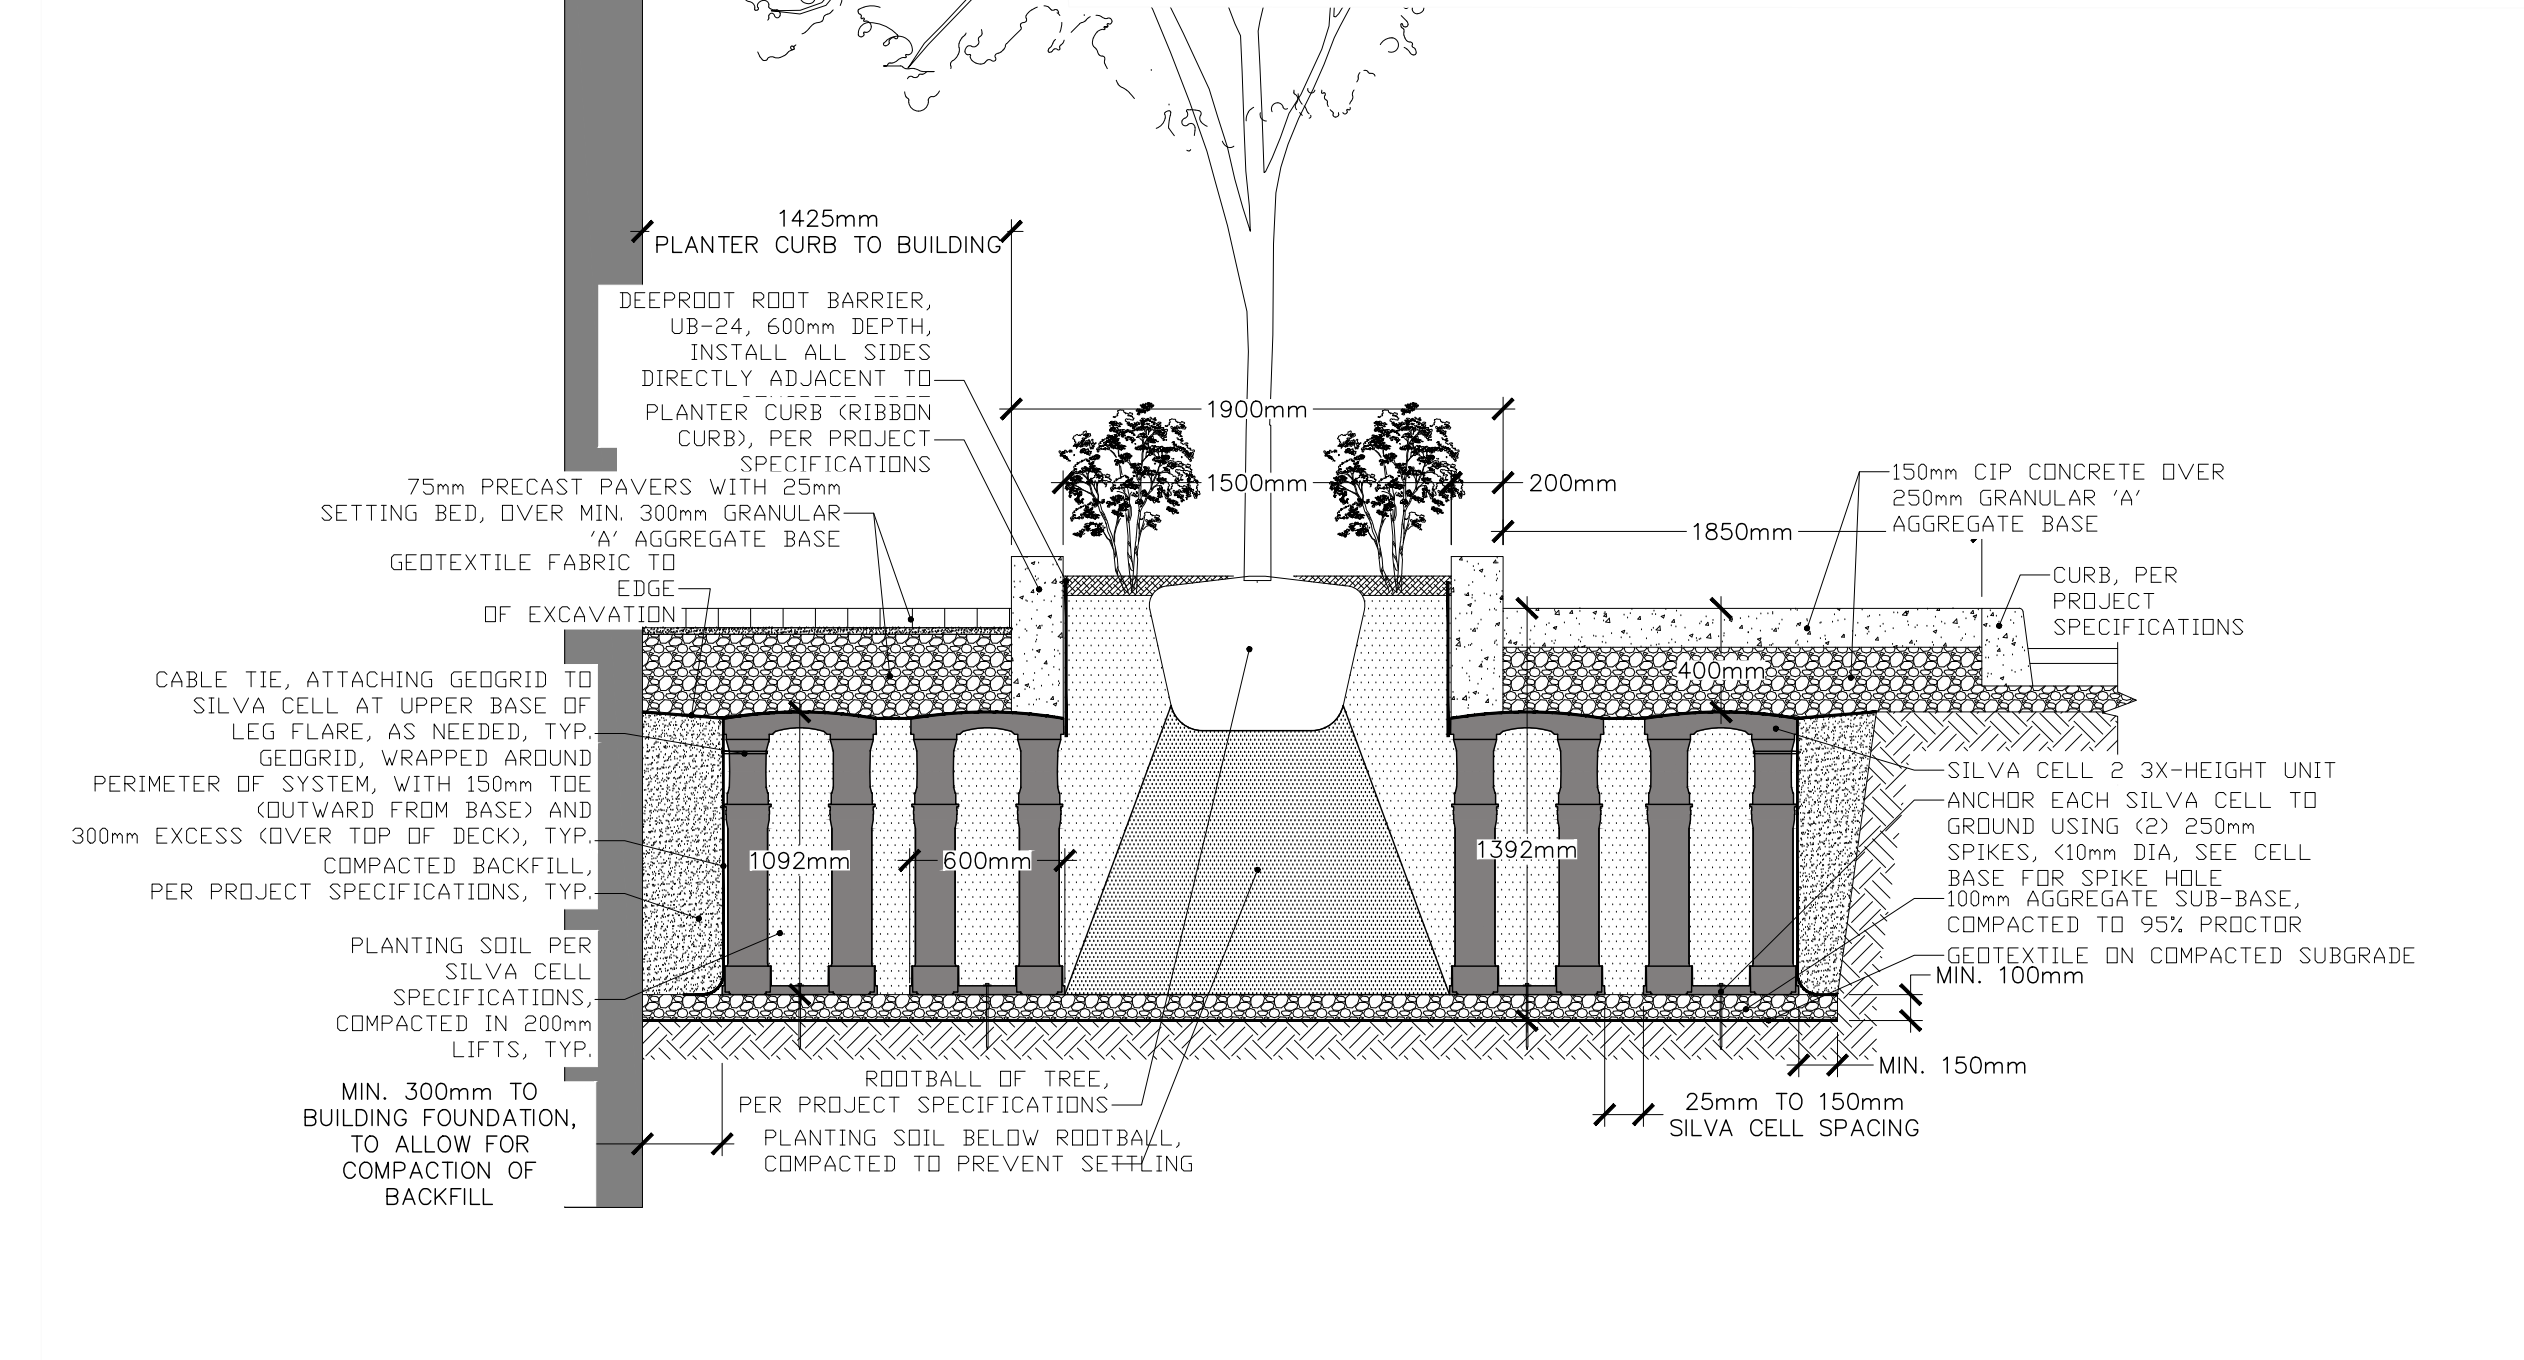 1425mm
PLANTER CURB TO BUILDING
DEEPROOT ROOT BARRIER,
UB-24, 600mm DEPTH,
INSTALL ALL SIDES
DIRECTLY ADJACENT TO
PLANTER CURB (RIBBON
CURB), PER PROJECT
SPECIFICATIONS
75mm PRECAST PAVERS WITH 25mm
SETTING BED, OVER MIN. 300mm GRANULAR
'A' AGGREGATE BASE
GEOTEXTILE FABRIC TO
EDGE
OF EXCAVATION
CABLE TIE, ATTACHING GEOGRID TO
SILVA CELL AT UPPER BASE OF
LEG FLARE, AS NEEDED, TYP.
GEOGRID, WRAPPED AROUND
PERIMETER OF SYSTEM, WITH 150mm TOE
(OUTWARD FROM BASE) AND
300mm EXCESS (OVER TOP OF DECK), TYP.
COMPACTED BACKFILL,
PER PROJECT SPECIFICATIONS, TYP.
PLANTING SOIL PER
SILVA CELL
SPECIFICATIONS,
COMPACTED IN 200mm
LIFTS, TYP.
MIN. 300mm TO
BUILDING FOUNDATION,
TO ALLOW FOR
COMPACTION OF
BACKFILL
1900mm
1500mm
200mm
1850mm
400mm
1092mm
600mm
1392mm
ROOTBALL OF TREE,
PER PROJECT SPECIFICATIONS
PLANTING SOIL BELOW ROOTBALL,
COMPACTED TO PREVENT SETTLING
150mm CIP CONCRETE OVER
250mm GRANULAR 'A'
AGGREGATE BASE
CURB, PER
PROJECT
SPECIFICATIONS
SILVA CELL 2 3X-HEIGHT UNIT
ANCHOR EACH SILVA CELL TO
GROUND USING (2) 250mm
SPIKES, <10mm DIA, SEE CELL
BASE FOR SPIKE HOLE
100mm AGGREGATE SUB-BASE,
COMPACTED TO 95% PROCTOR
GEOTEXTILE ON COMPACTED SUBGRADE
MIN. 100mm
MIN. 150mm
25mm TO 150mm
SILVA CELL SPACING